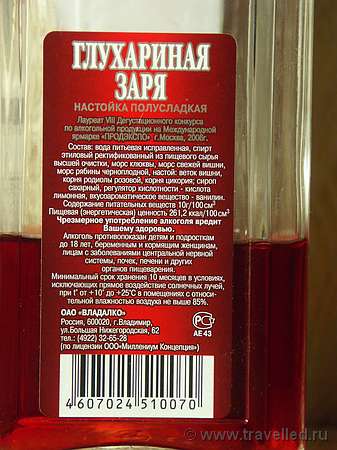 ГЛУХАРИНАЯ
ЗАРЯ
НАСТОЙКА ПОЛУСЛАДКАЯ
Лауреат VIII Дегустационного конкурса
по алкогольной продукции на Международной
ярмарке «ПРОДЭКСПО» г.Москва, 2006г.
Состав: вода питьевая исправленная, спирт
этиловый ректификованный из пищевого сырья
высшей очистки, морс клюквы, морс свежей вишни,
морс рябины черноплодной, настой: веток вишни,
корня родиолы розовой, корня цикория; сироп
сахарный, регулятор кислотности - кислота
лимонная, вкусоароматическое вещество - ванилин.
Содержание питательных веществ 10г/100см³
Пищевая (энергетическая) ценность 261,2 ккал/100см³
Чрезмерное употребление алкоголя вредит
Вашему здоровью.
Алкоголь противопоказан детям и подросткам
до 18 лет, беременным и кормящим женщинам,
лицам с заболеваниями центральной нервной
системы, почек, печени и других
органов пищеварения.
Минимальный срок хранения 10 месяцев в условиях,
исключающих прямое воздействие солнечных лучей,
при t° от +10° до +25°С в помещениях с относи-
тельной влажностью воздуха не выше 85%.
ОАО «ВЛАДАЛКО»
Россия, 600020, г.Владимир,
ул.Большая Нижегородская, 62
тел.: (4922) 32-65-28
(по лицензии ООО«Миллениум Концепция»)
АЕ 43
4607024510070
© www.travelled.ru